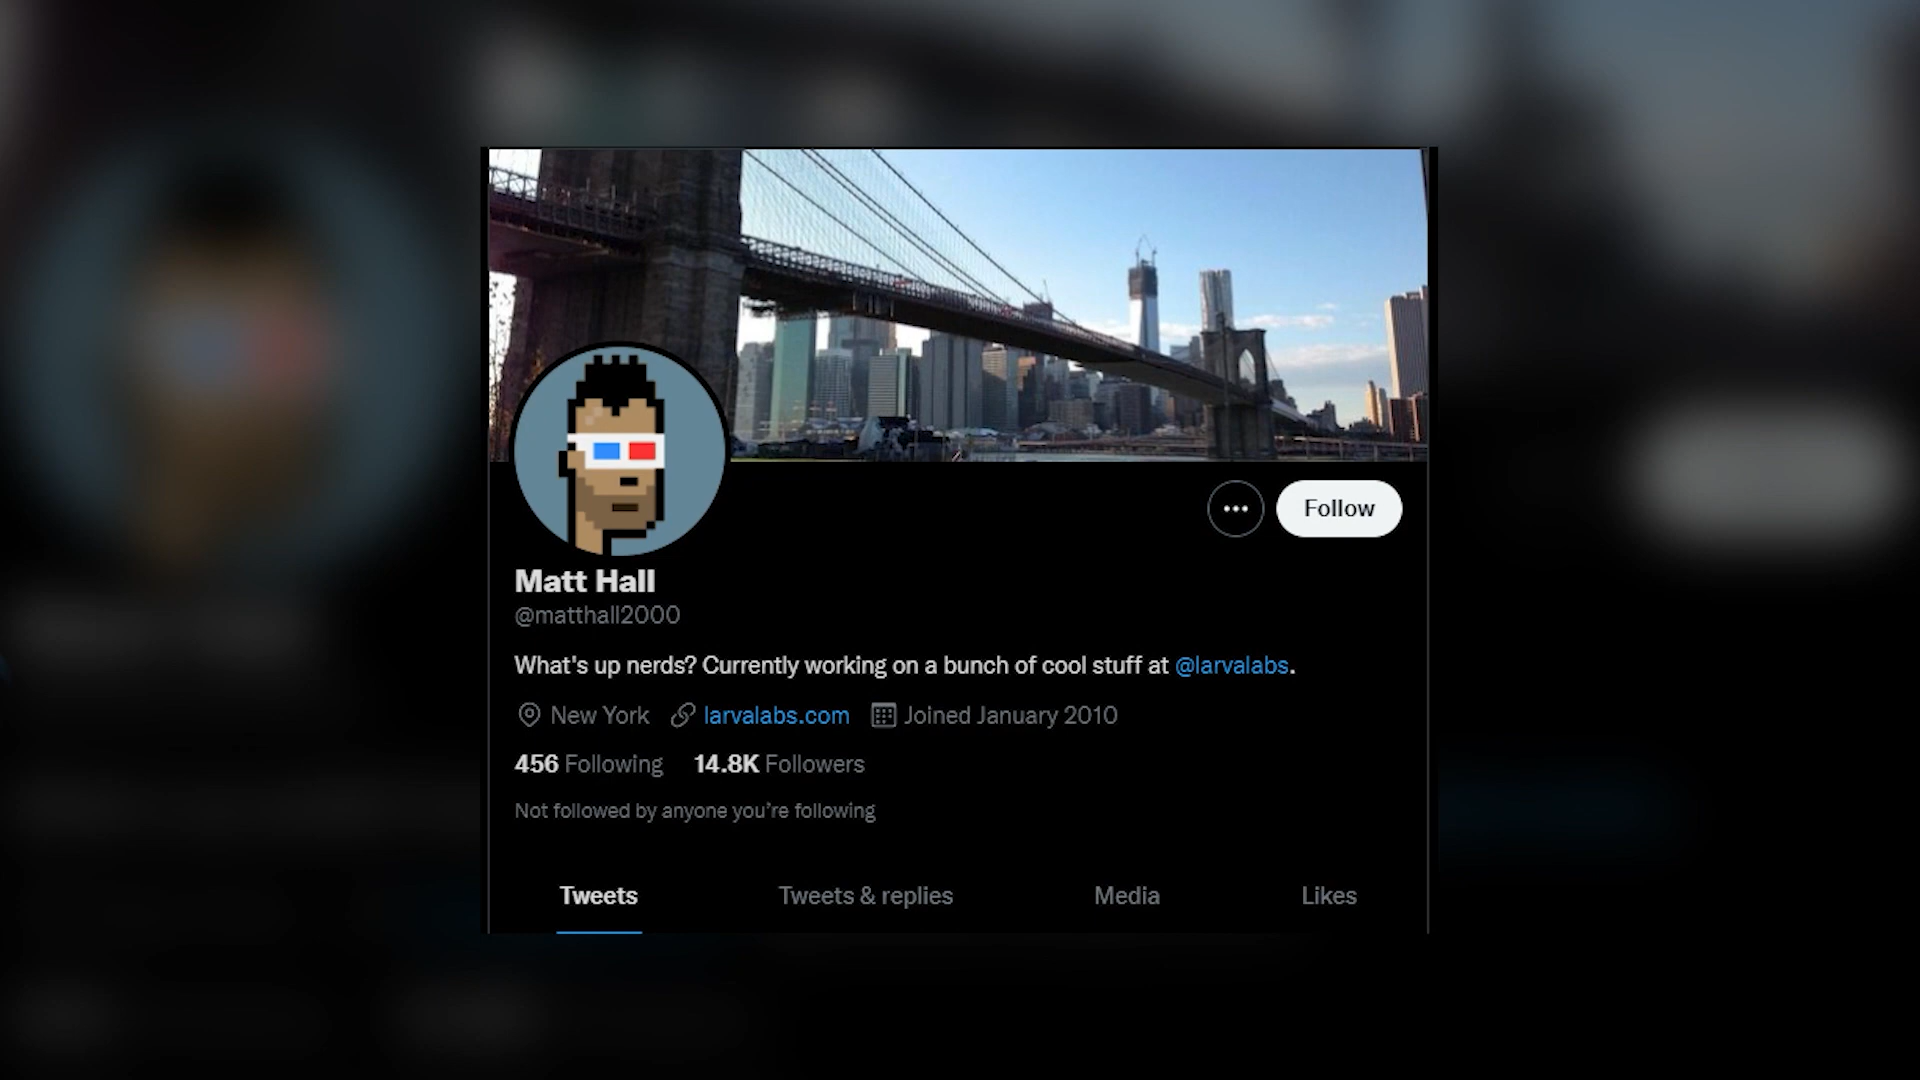 Follow
Matt Hall
@matthall2000
What's up nerds? Currently working on a bunch of cool stuff at @larvalabs.
New York larvalabs.com Joined January 2010
456 Following 14.8K Followers
Not followed by anyone you're following
Tweets Tweets & replies Media Likes